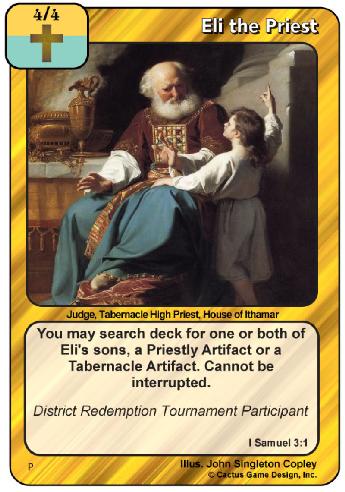 4/4
Eli the Priest
Judge, Tabernacle High Priest, House of Ithamar
You may search deck for one or both of
Eli's sons, a Priestly Artifact or a
Tabernacle Artifact. Cannot be
interrupted.
District Redemption Tournament Participant
I Samuel 3:1
P
Illus. John Singleton Copley
© Cactus Game Design, Inc.